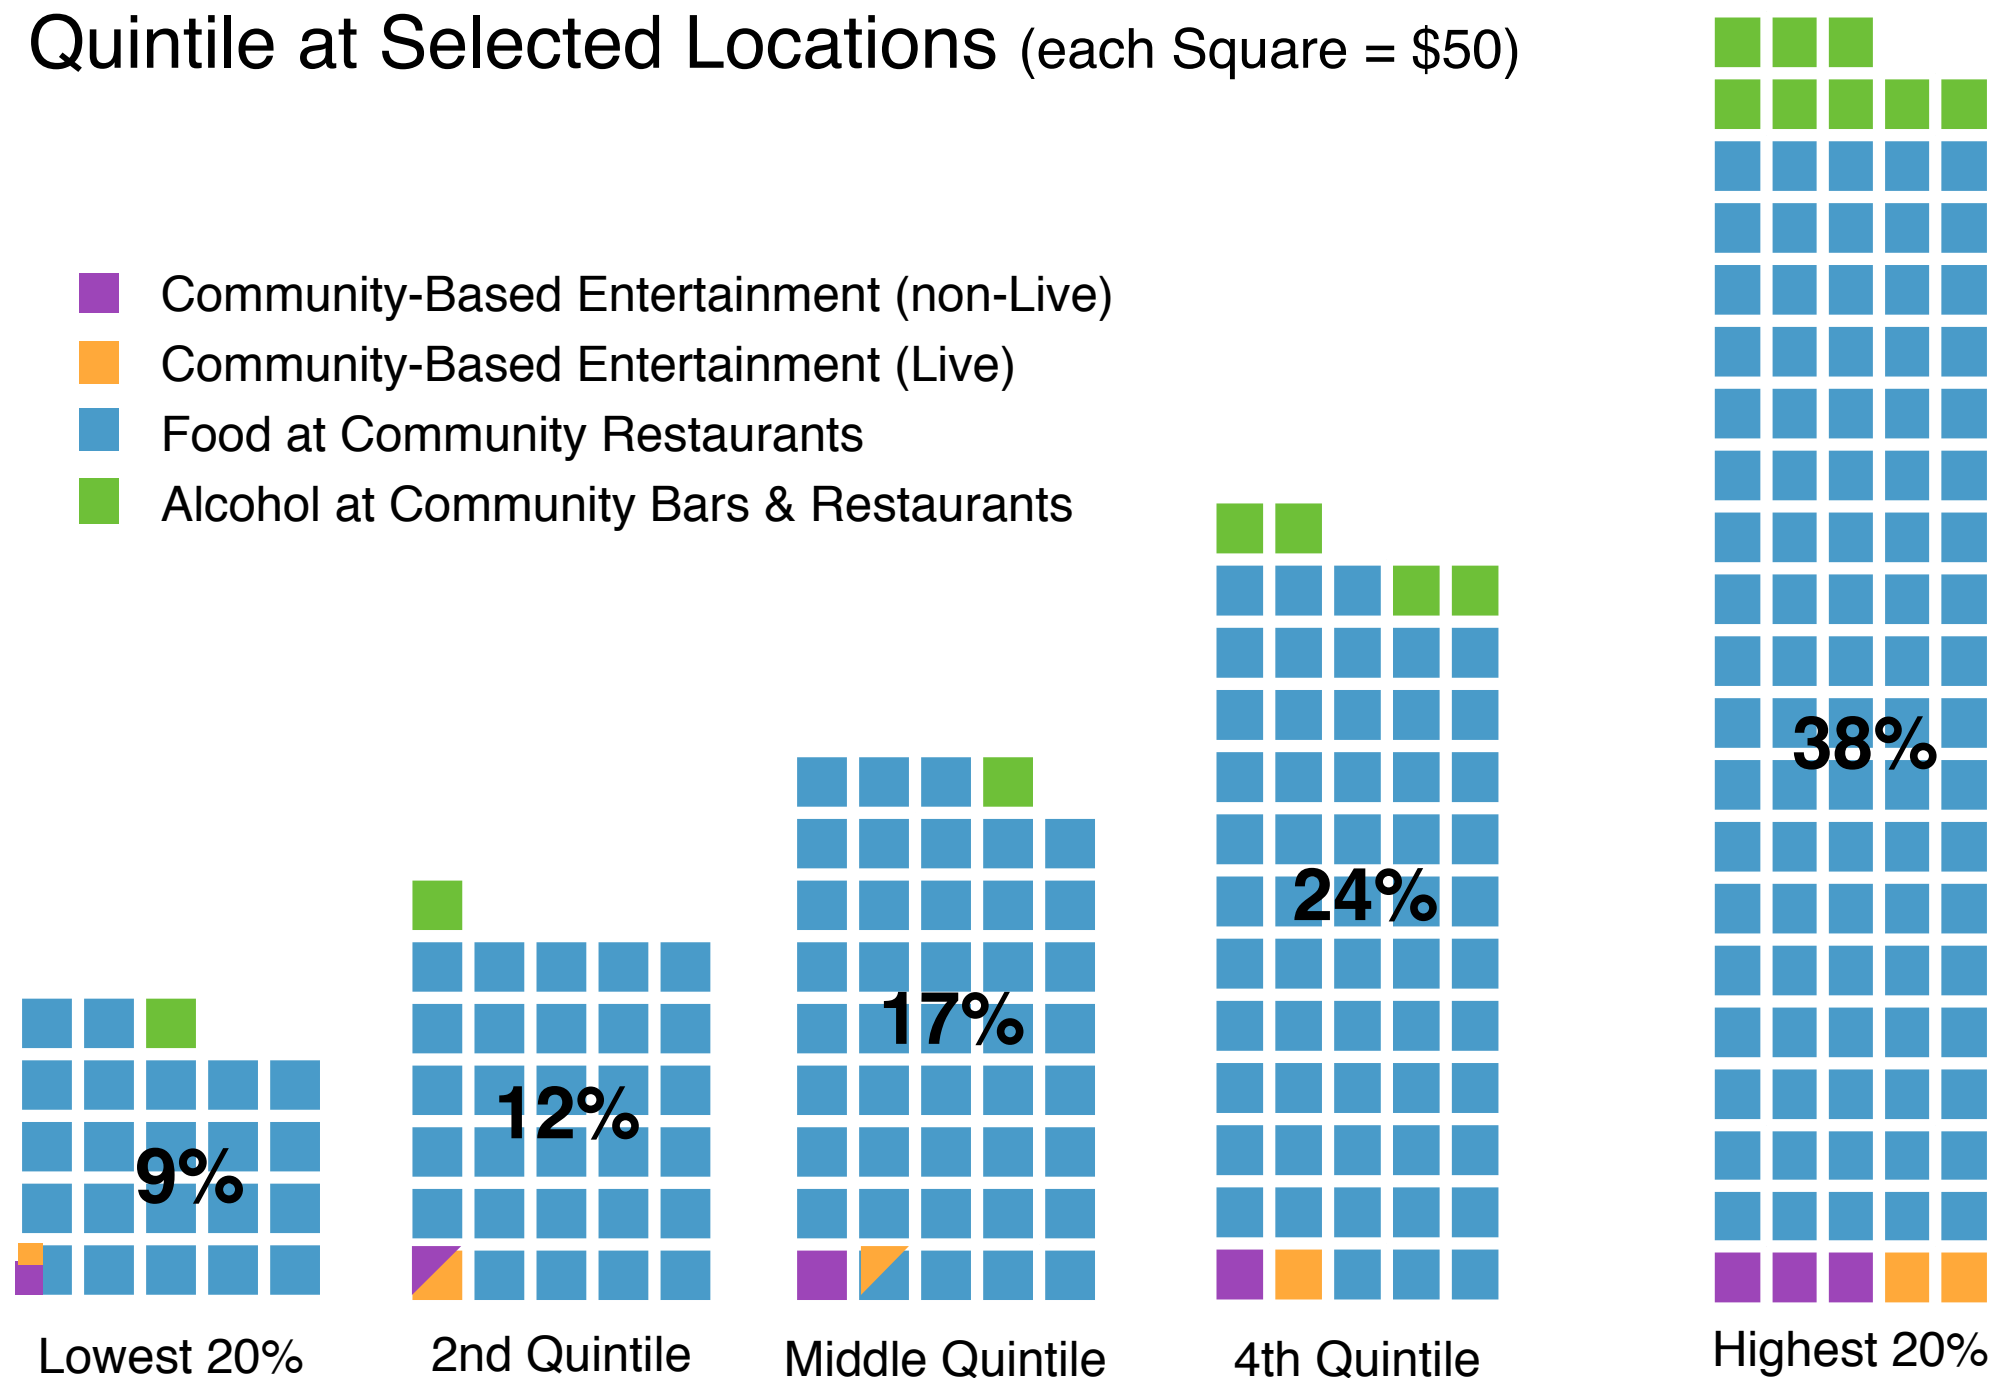 Quintile at Selected Locations (each Square = $50)
Community-Based Entertainment (non-Live)
Community-Based Entertainment (Live)
Food at Community Restaurants
Alcohol at Community Bars & Restaurants
9%
12%
17%
24%
38%
Lowest 20%
2nd Quintile
Middle Quintile
4th Quintile
Highest 20%